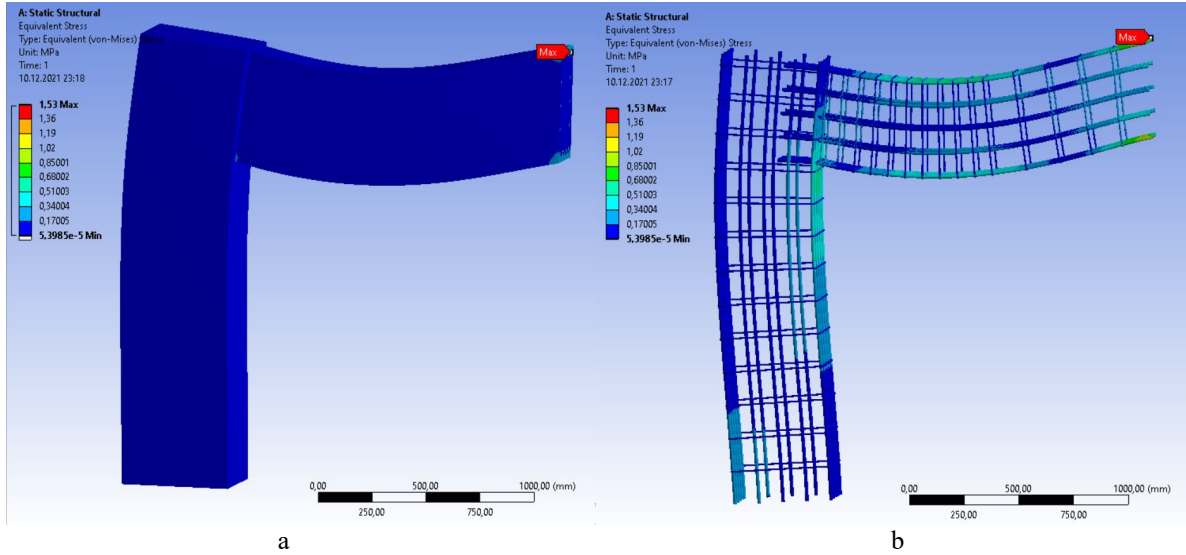 A: Static Structural
Equivalent Stress
Type: Equivalent (von-Mises) Stress
Unit: MPa
Time: 1
10.12.2021 23:18
1,53 Max
1,36
1,19
1,02
0,85001
0,68002
0,51003
0,34004
0,17005
5,3985e-5 Min
Max
0,00 500,00 1000,00 (mm)
250,00 750,00
a
A: Static Structural
Equivalent Stress
Type: Equivalent (von-Mises) Stress
Unit: MPa
Time: 1
10.12.2021 23:17
1,53 Max
1,36
1,19
1,02
0,85001
0,68002
0,51003
0,34004
0,17005
5,3985e-5 Min
Max
0,00 500,00 1000,00 (mm)
250,00 750,00
b